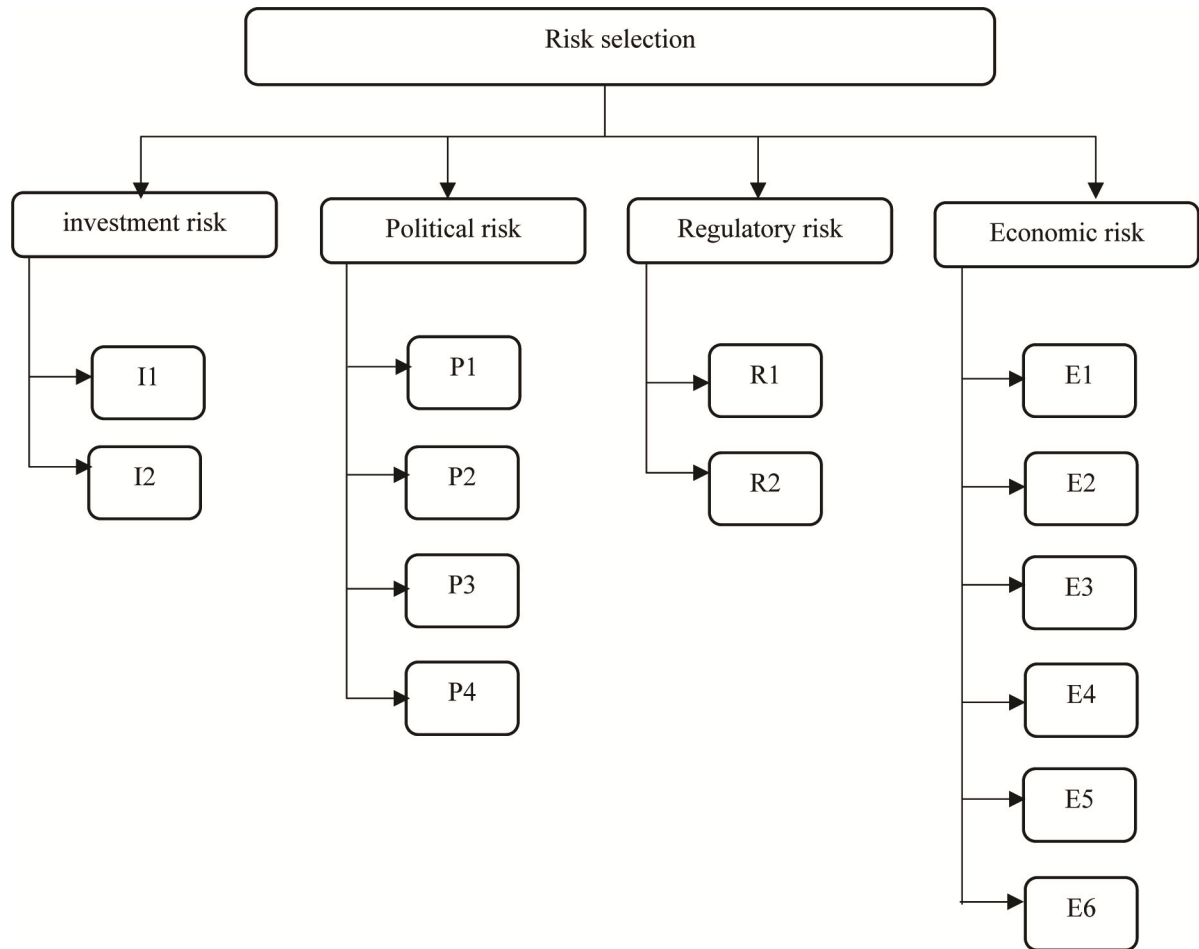 Risk selection
investment risk
Political risk
Regulatory risk
Economic risk
I1
I2
P1
P2
P3
P4
R1
R2
E1
E2
E3
E4
E5
E6